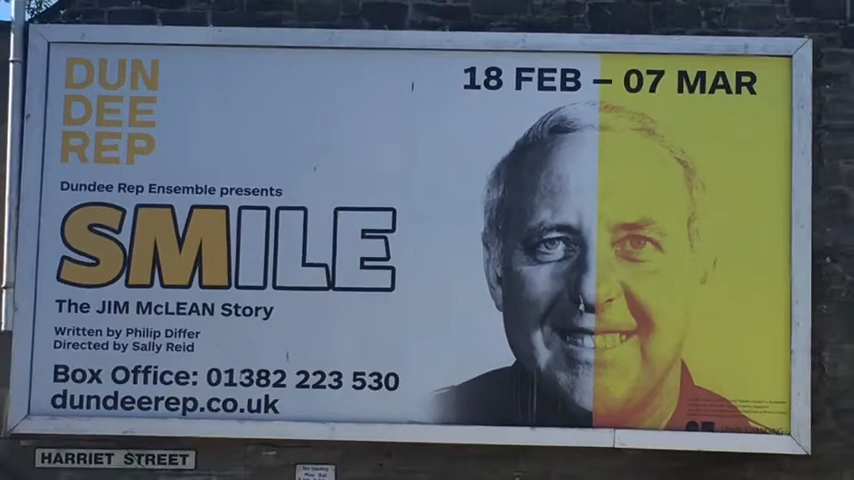 DUN
DEE
REP
18 FEB – 07 MAR
Dundee Rep Ensemble presents
SMILE
The JIM McLEAN Story
Written by Philip Differ
Directed by Sally Reid
Box Office: 01382 223 530
dundeerep.co.uk
HARRIET STREET